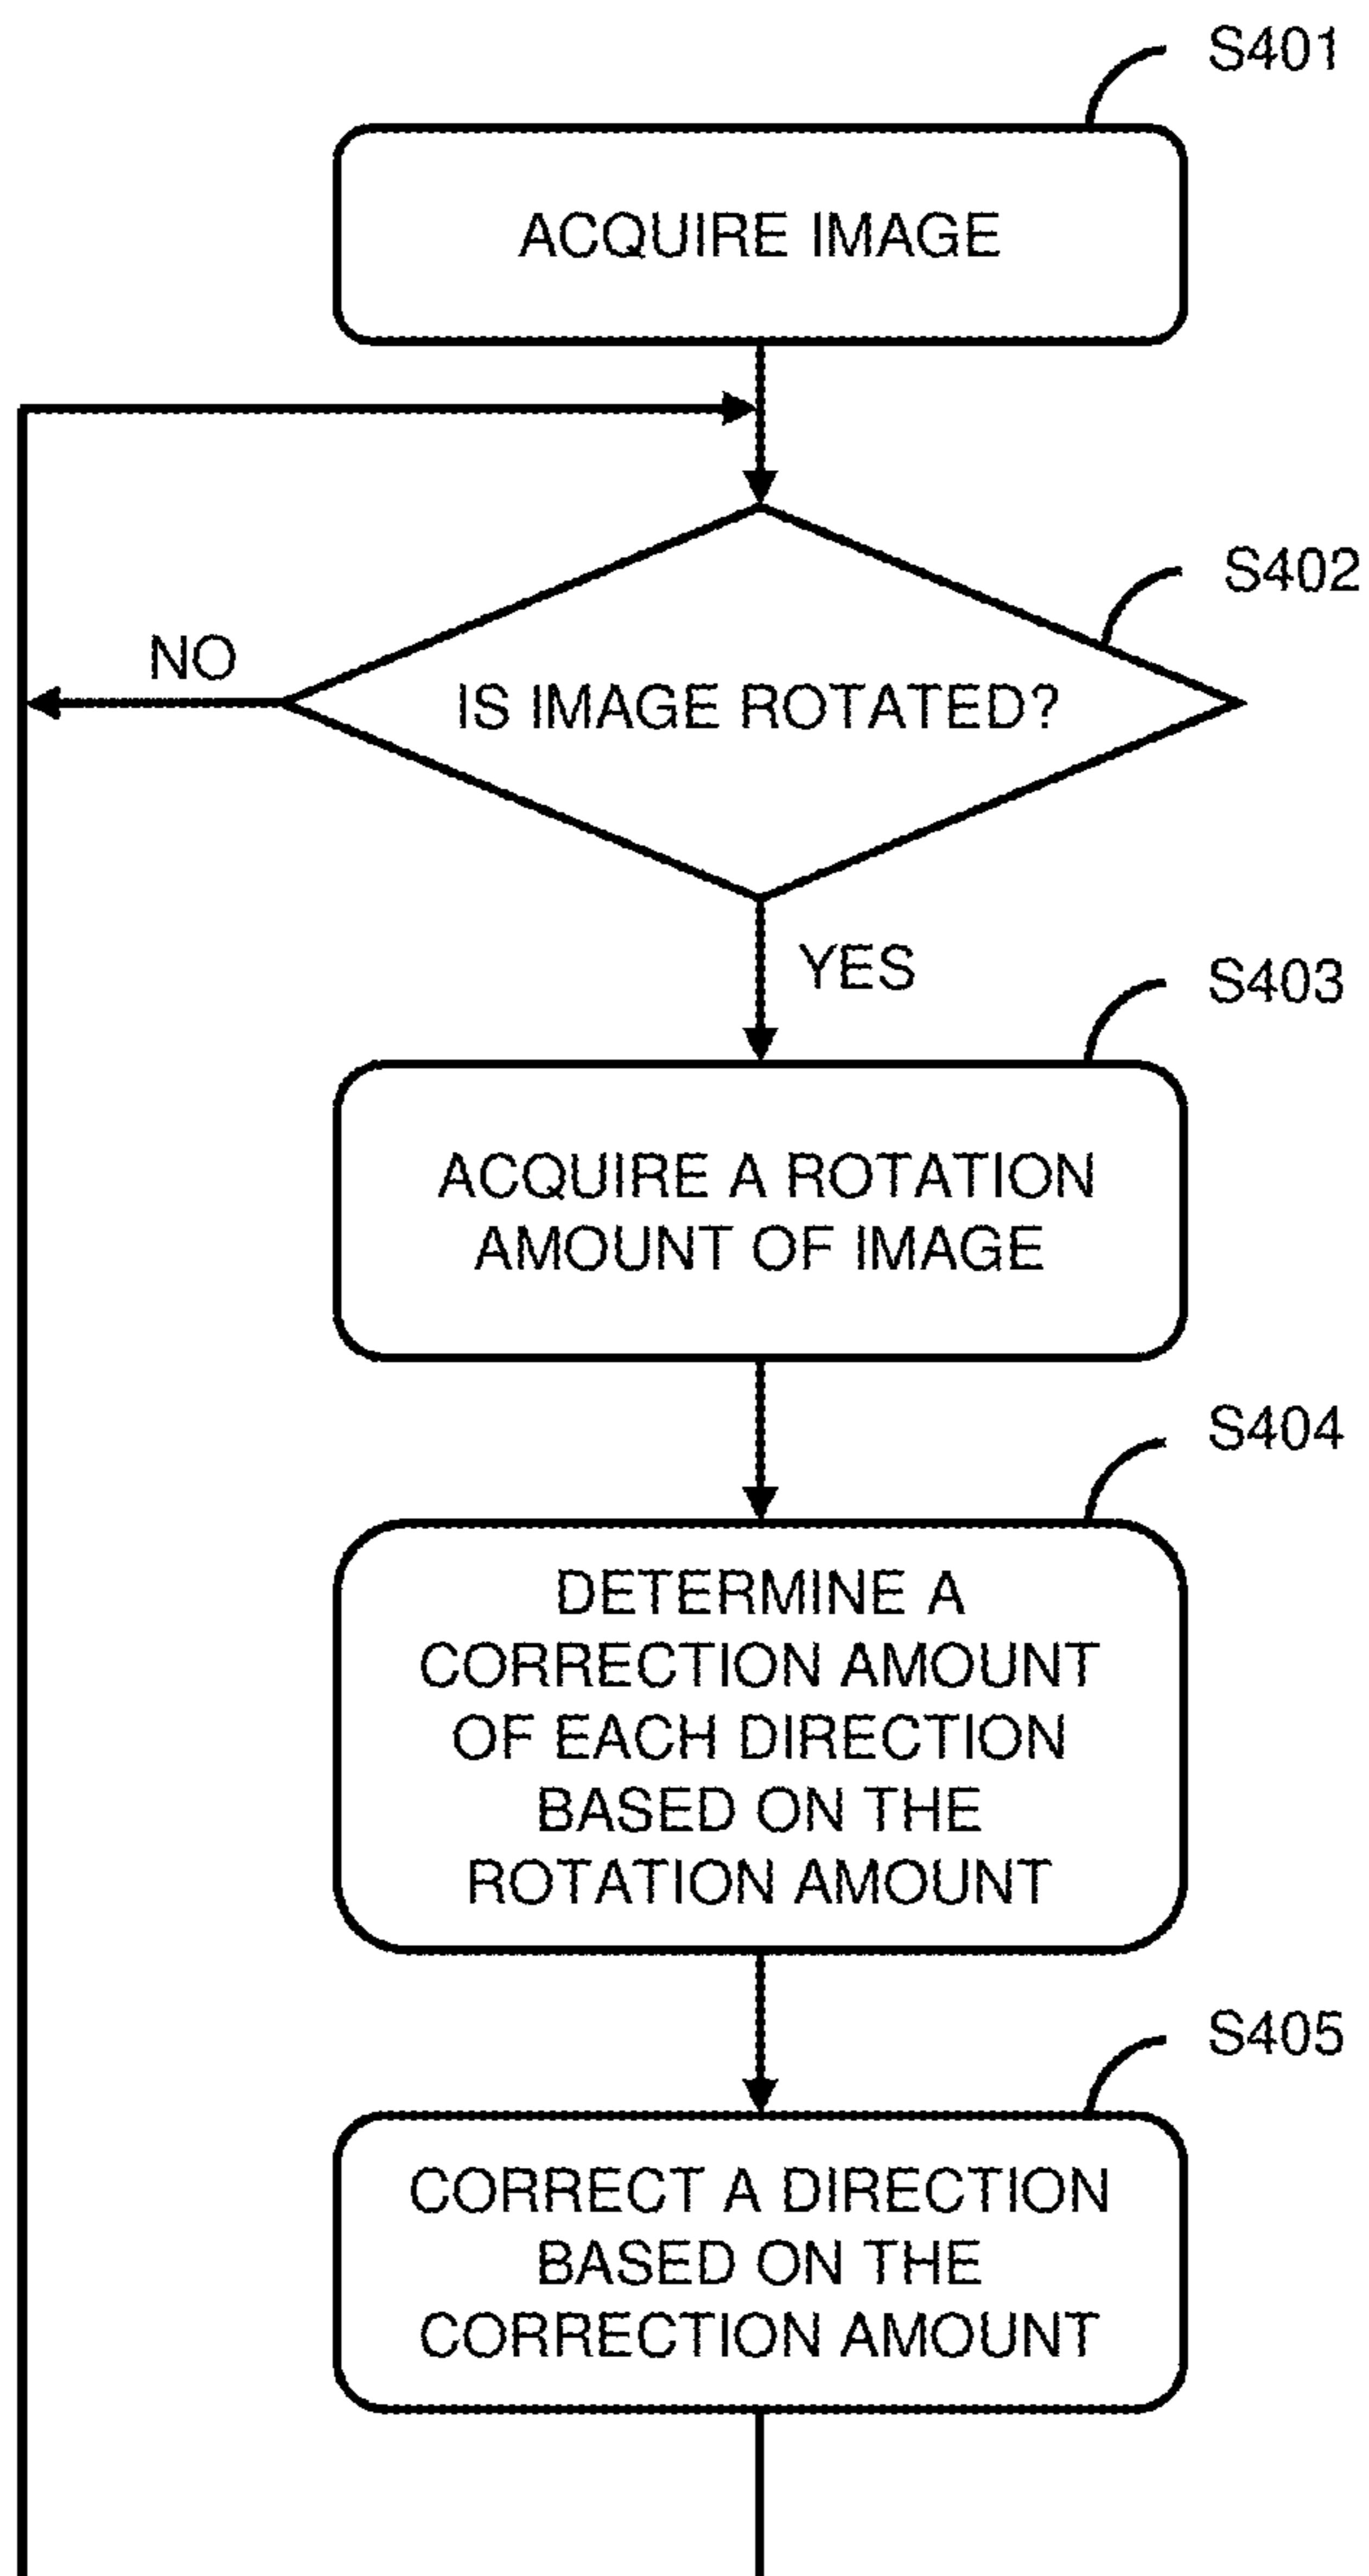 S401
ACQUIRE IMAGE
S402
NO
IS IMAGE ROTATED?
YES
S403
ACQUIRE A ROTATION
AMOUNT OF IMAGE
S404
DETERMINE A
CORRECTION AMOUNT
OF EACH DIRECTION
BASED ON THE
ROTATION AMOUNT
S405
CORRECT A DIRECTION
BASED ON THE
CORRECTION AMOUNT